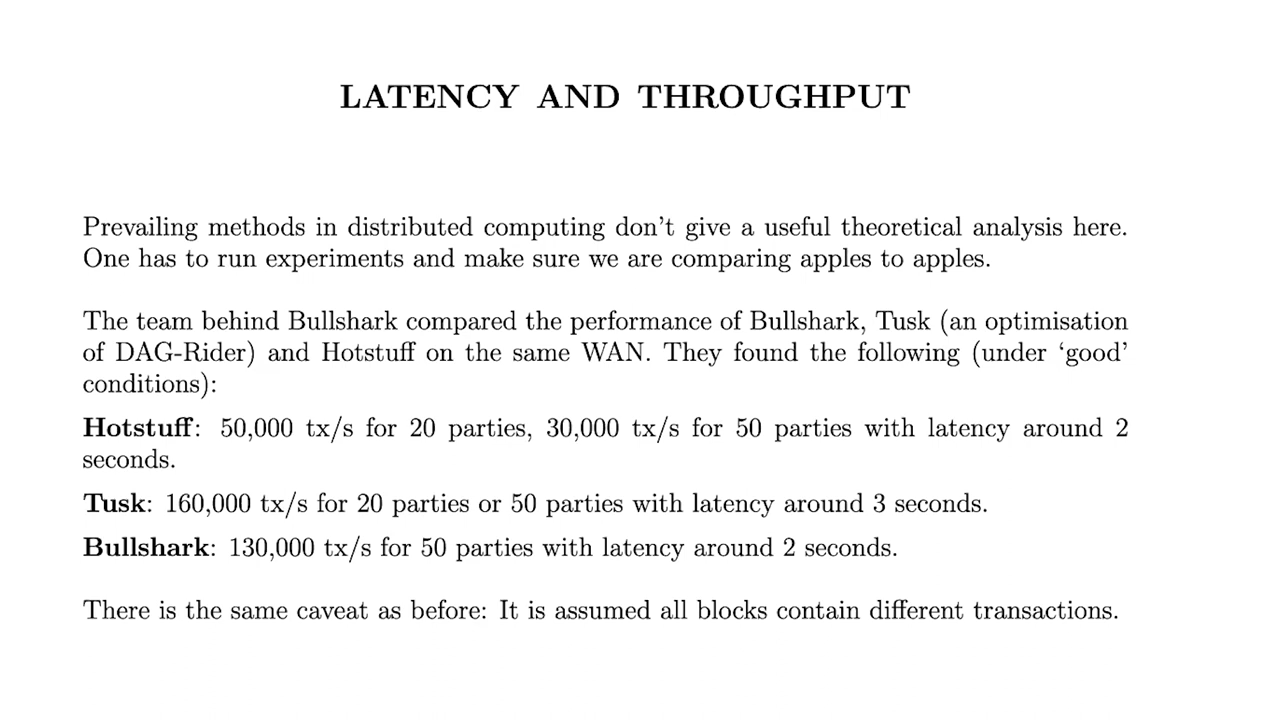 LATENCY AND THROUGHPUT
Prevailing methods in distributed computing don’t give a useful theoretical analysis here.
One has to run experiments and make sure we are comparing apples to apples.
The team behind Bullshark compared the performance of Bullshark, Tusk (an optimisation
of DAG-Rider) and Hotstuff on the same WAN. They found the following (under ‘good’
conditions):
Hotstuff: 50,000 tx/s for 20 parties, 30,000 tx/s for 50 parties with latency around 2
seconds.
Tusk: 160,000 tx/s for 20 parties or 50 parties with latency around 3 seconds.
Bullshark: 130,000 tx/s for 50 parties with latency around 2 seconds.
There is the same caveat as before: It is assumed all blocks contain different transactions.